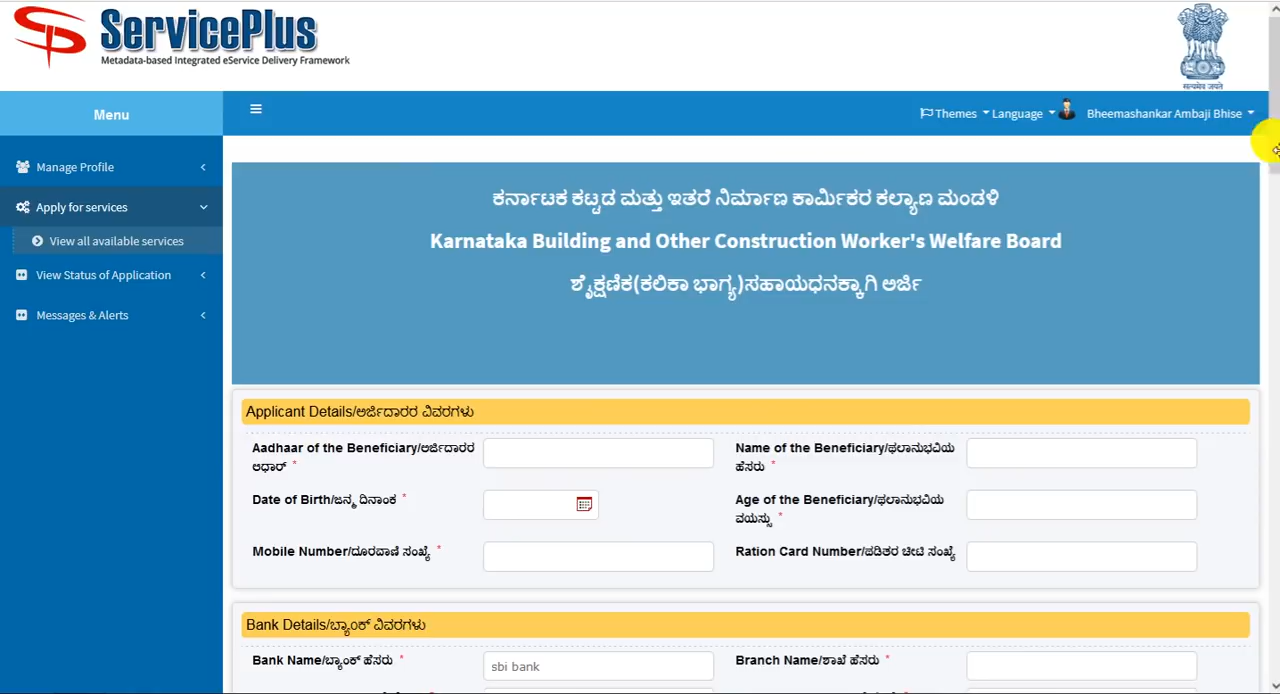 ServicePlus
Metadata-based Integrated eService Delivery Framework
सत्यमेव जयते
Menu
Themes Language Bheemashankar Ambaji Bhise
Manage Profile
Apply for services
View all available services
View Status of Application
Messages & Alerts
ಕರ್ನಾಟಕ ಕಟ್ಟಡ ಮತ್ತು ಇತರೆ ನಿರ್ಮಾಣ ಕಾರ್ಮಿಕರ ಕಲ್ಯಾಣ ಮಂಡಳಿ
Karnataka Building and Other Construction Worker's Welfare Board
ಶೈಕ್ಷಣಿಕ(ಕಲಿಕಾ ಭಾಗ್ಯ)ಸಹಾಯಧನಕ್ಕಾಗಿ ಅರ್ಜಿ
Applicant Details/ಅರ್ಜಿದಾರರ ವಿವರಗಳು
Aadhaar of the Beneficiary/ಅರ್ಜಿದಾರರ
ಆಧಾರ್ *
Name of the Beneficiary/ಫಲಾನುಭವಿಯ
ಹೆಸರು *
Date of Birth/ಜನ್ಮ ದಿನಾಂಕ *
Age of the Beneficiary/ಫಲಾನುಭವಿಯ
ವಯಸ್ಸು *
Mobile Number/ದೂರವಾಣಿ ಸಂಖ್ಯೆ *
Ration Card Number/ಪಡಿತರ ಚೀಟಿ ಸಂಖ್ಯೆ
Bank Details/ಬ್ಯಾಂಕ್ ವಿವರಗಳು
Bank Name/ಬ್ಯಾಂಕ್ ಹೆಸರು * sbi bank
Branch Name/ಶಾಖೆ ಹೆಸರು *